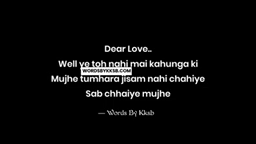 Dear Love..
Well ye toh nahi mai kahunga ki
WORDSBYKKSB.COM
Mujhe tumhara jisam nahi chahiye
Sab chhaiye mujhe
— Words By Kksb